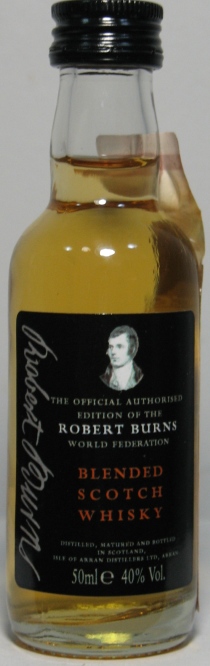 Robert Burns
THE OFFICIAL AUTHORISED
EDITION OF THE
ROBERT BURNS
WORLD FEDERATION
BLENDED
SCOTCH
WHISKY
DISTILLED, MATURED AND BOTTLED
IN SCOTLAND,
ISLE OF ARRAN DISTILLERS LTD, ARRAN.
50ml e 40% Vol.